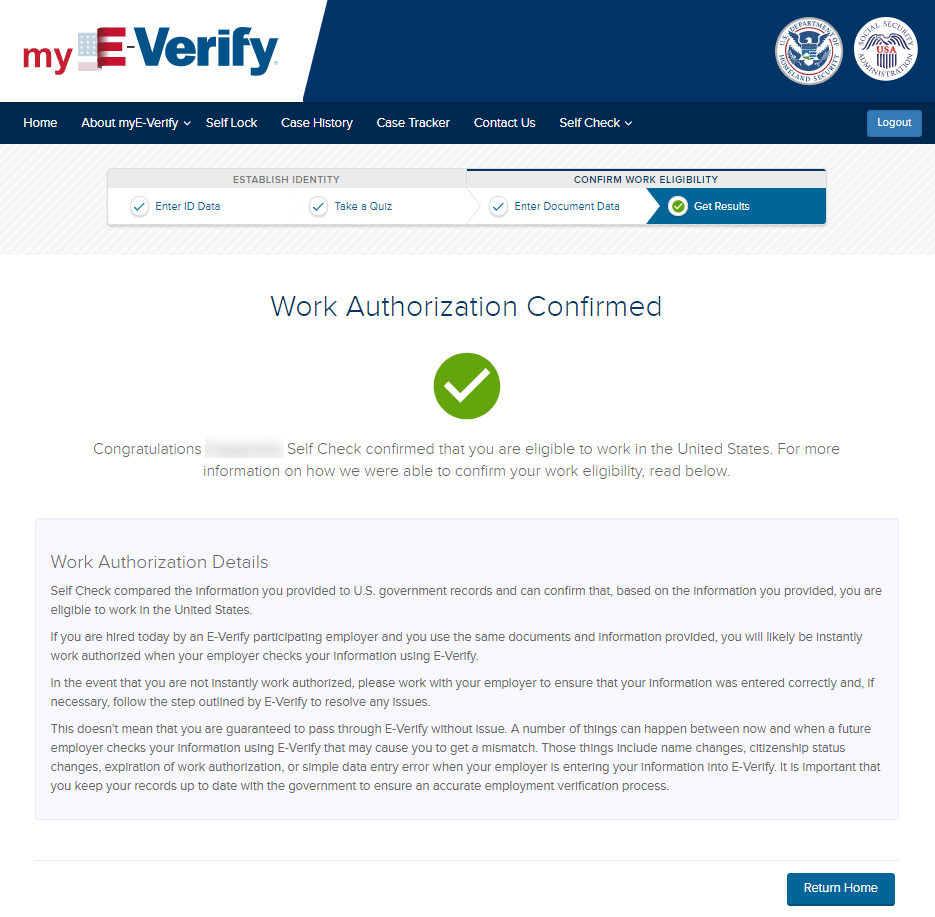 my E-Verify
U.S. DEPARTMENT OF HOMELAND SECURITY
SOCIAL SECURITY ADMINISTRATION
USA
Home About myE-Verify Self Lock Case History Case Tracker Contact Us Self Check Logout
ESTABLISH IDENTITY CONFIRM WORK ELIGIBILITY
Enter ID Data Take a Quiz Enter Document Data Get Results
Work Authorization Confirmed
Congratulations Self Check confirmed that you are eligible to work in the United States. For more
information on how we were able to confirm your work eligibility, read below.
Work Authorization Details
Self Check compared the information you provided to U.S. government records and can confirm that, based on the information you provided, you are
eligible to work in the United States.
If you are hired today by an E-Verify participating employer and you use the same documents and information provided, you will likely be instantly
work authorized when your employer checks your information using E-Verify.
In the event that you are not instantly work authorized, please work with your employer to ensure that your information was entered correctly and, if
necessary, follow the step outlined by E-Verify to resolve any issues.
This doesn't mean that you are guaranteed to pass through E-Verify without issue. A number of things can happen between now and when a future
employer checks your information using E-Verify that may cause you to get a mismatch. Those things include name changes, citizenship status
changes, expiration of work authorization, or simple data entry error when your employer is entering your information into E-Verify. It is important that
you keep your records up to date with the government to ensure an accurate employment verification process.
Return Home